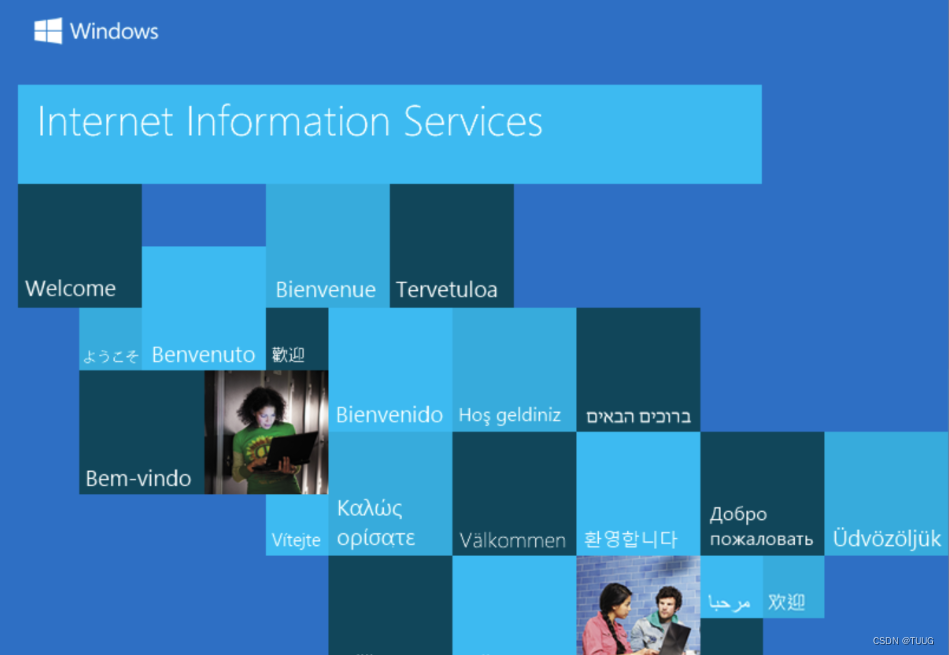 Windows
Internet Information Services
Welcome
Bienvenue
Tervetuloa
ようこそ
Benvenuto
歡迎
Bienvenido
Hoş geldiniz
ברוכים הבאים
Bem-vindo
Vítejte
Καλώς
ορίσατε
Välkommen
환영합니다
Добро
пожаловать
Üdvözöljük
مرحبا
欢迎
CSDN @TUUG